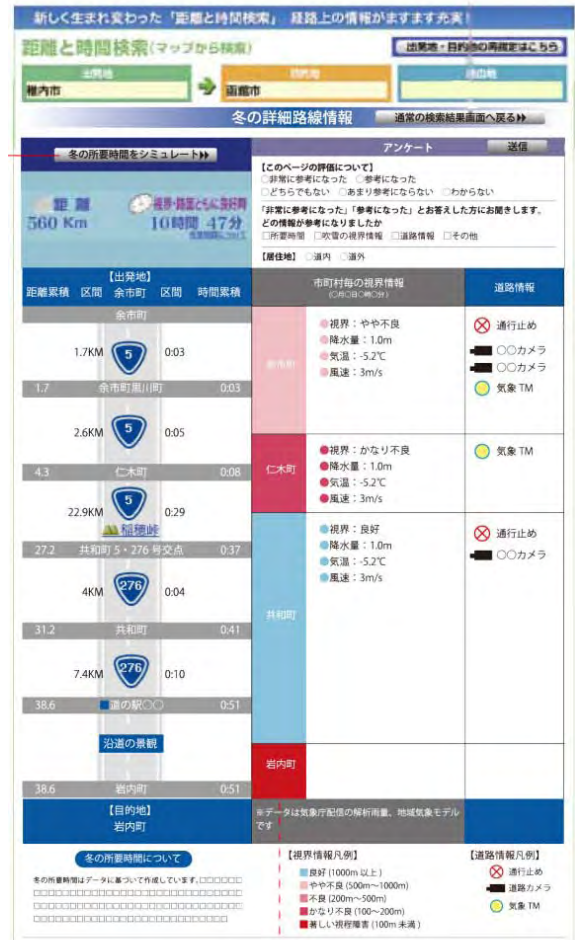 新しく生まれ変わった「距離と時間検索」 経路上の情報がますます充実!
距離と時間検索(マップから検索)
出発地・目的地の再指定はこちら
出発地
目的地
経由地
稚内市
函館市
冬の詳細路線情報
通常の検索結果画面へ戻る
冬の所要時間をシミュレート
アンケート
送信
距 離
560 Km
視界・路面ともに良好時
10時間 47分
【このページの評価について】
○非常に参考になった ○参考になった
○どちらでもない ○あまり参考にならない ○わからない
「非常に参考になった」「参考になった」とお答えした方にお聞きします。
どの情報が参考になりましたか
□所要時間 □吹雪の視界情報 □道路情報 □その他
【居住地】 ○道内 ○道外
【出発地】
距離累積 区間 余市町 区間 時間累積
市町村毎の視界情報
(○月○日○時○分)
道路情報
余市町
1.7KM 5 0:03
1.7 余市町黒川町 0:03
2.6KM 5 0:05
4.3 仁木町 0:08
22.9KM 5 0:29
稲穂峠
27.2 共和町 5・276 号交点 0:37
4KM 276 0:04
31.2 共和町 0:41
7.4KM 276 0:10
38.6 ■道の駅○○ 0:51
沿道の景観
38.6 岩内町 0:51
【目的地】
岩内町
余市町
●視界：やや不良
●降水量：1.0m
●気温：-5.2℃
●風速：3m/s
通行止め
○○カメラ
○○カメラ
気象 TM
仁木町
●視界：かなり不良
●降水量：1.0m
●気温：-5.2℃
●風速：3m/s
気象 TM
共和町
●視界：良好
●降水量：1.0m
●気温：-5.2℃
●風速：3m/s
通行止め
○○カメラ
岩内町
※データは気象庁配信の解析雨量、地域気象モデル
です
冬の所要時間について
冬の所要時間はデータに基づいて作成しています。□□□□□□
□□□□□□□□□□□□□□□□□□□□□□□□□□□□□□
□□□□□□□□□□□□□□□□□□□□□□□□□□□□□□
□□□□□□□□□□□□□□□□□□□□□□□□□□□□
【視界情報凡例】
■良好 (1000m 以上)
■やや不良 (500m～1000m)
■不良 (200m～500m)
■かなり不良 (100～200m)
■著しい視程障害 (100m 未満)
【道路情報凡例】
通行止め
道路カメラ
気象 TM